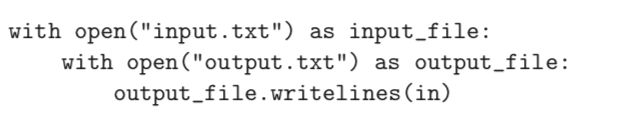 with open("input.txt") as input_file:
    with open("output.txt") as output_file:
        output_file.writelines(in)